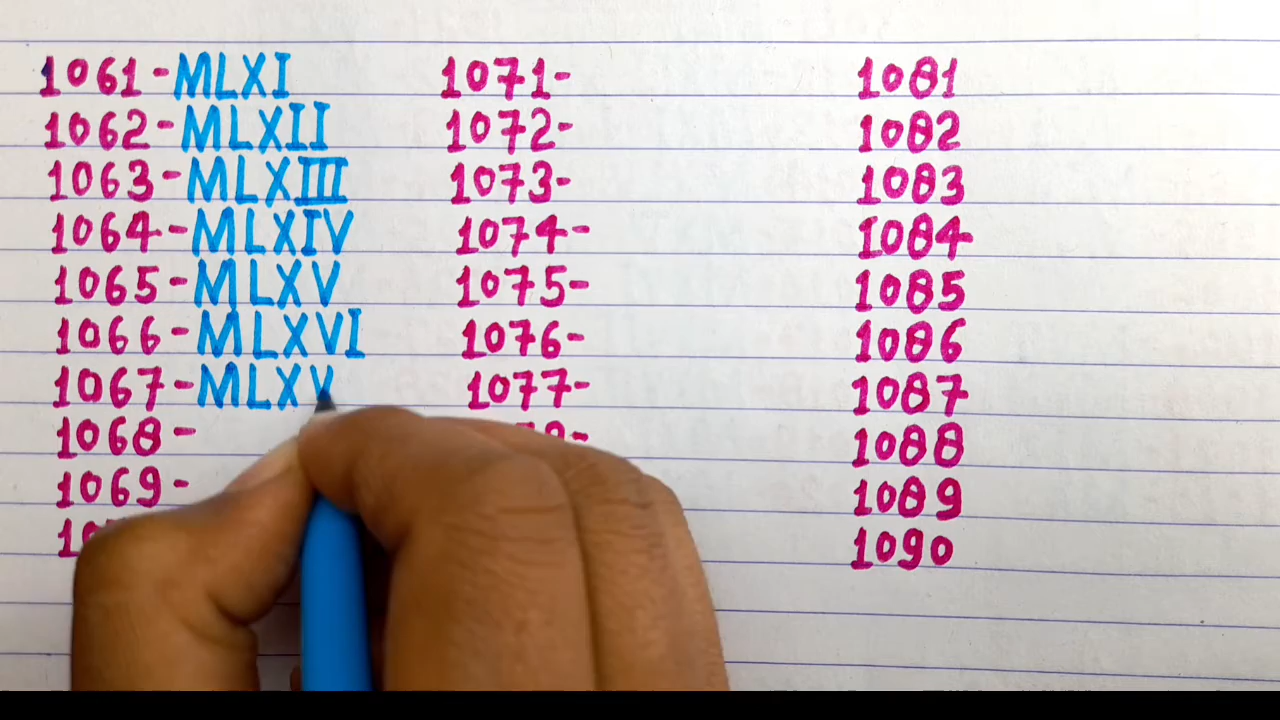 1061-MLXI 1071- 1081
1062-MLXII 1072- 1082
1063-MLXIII 1073- 1083
1064-MLXIV 1074- 1084
1065-MLXV 1075- 1085
1066-MLXVI 1076- 1086
1067-MLXV 1077- 1087
1068- 1088
1069- 1089
1090